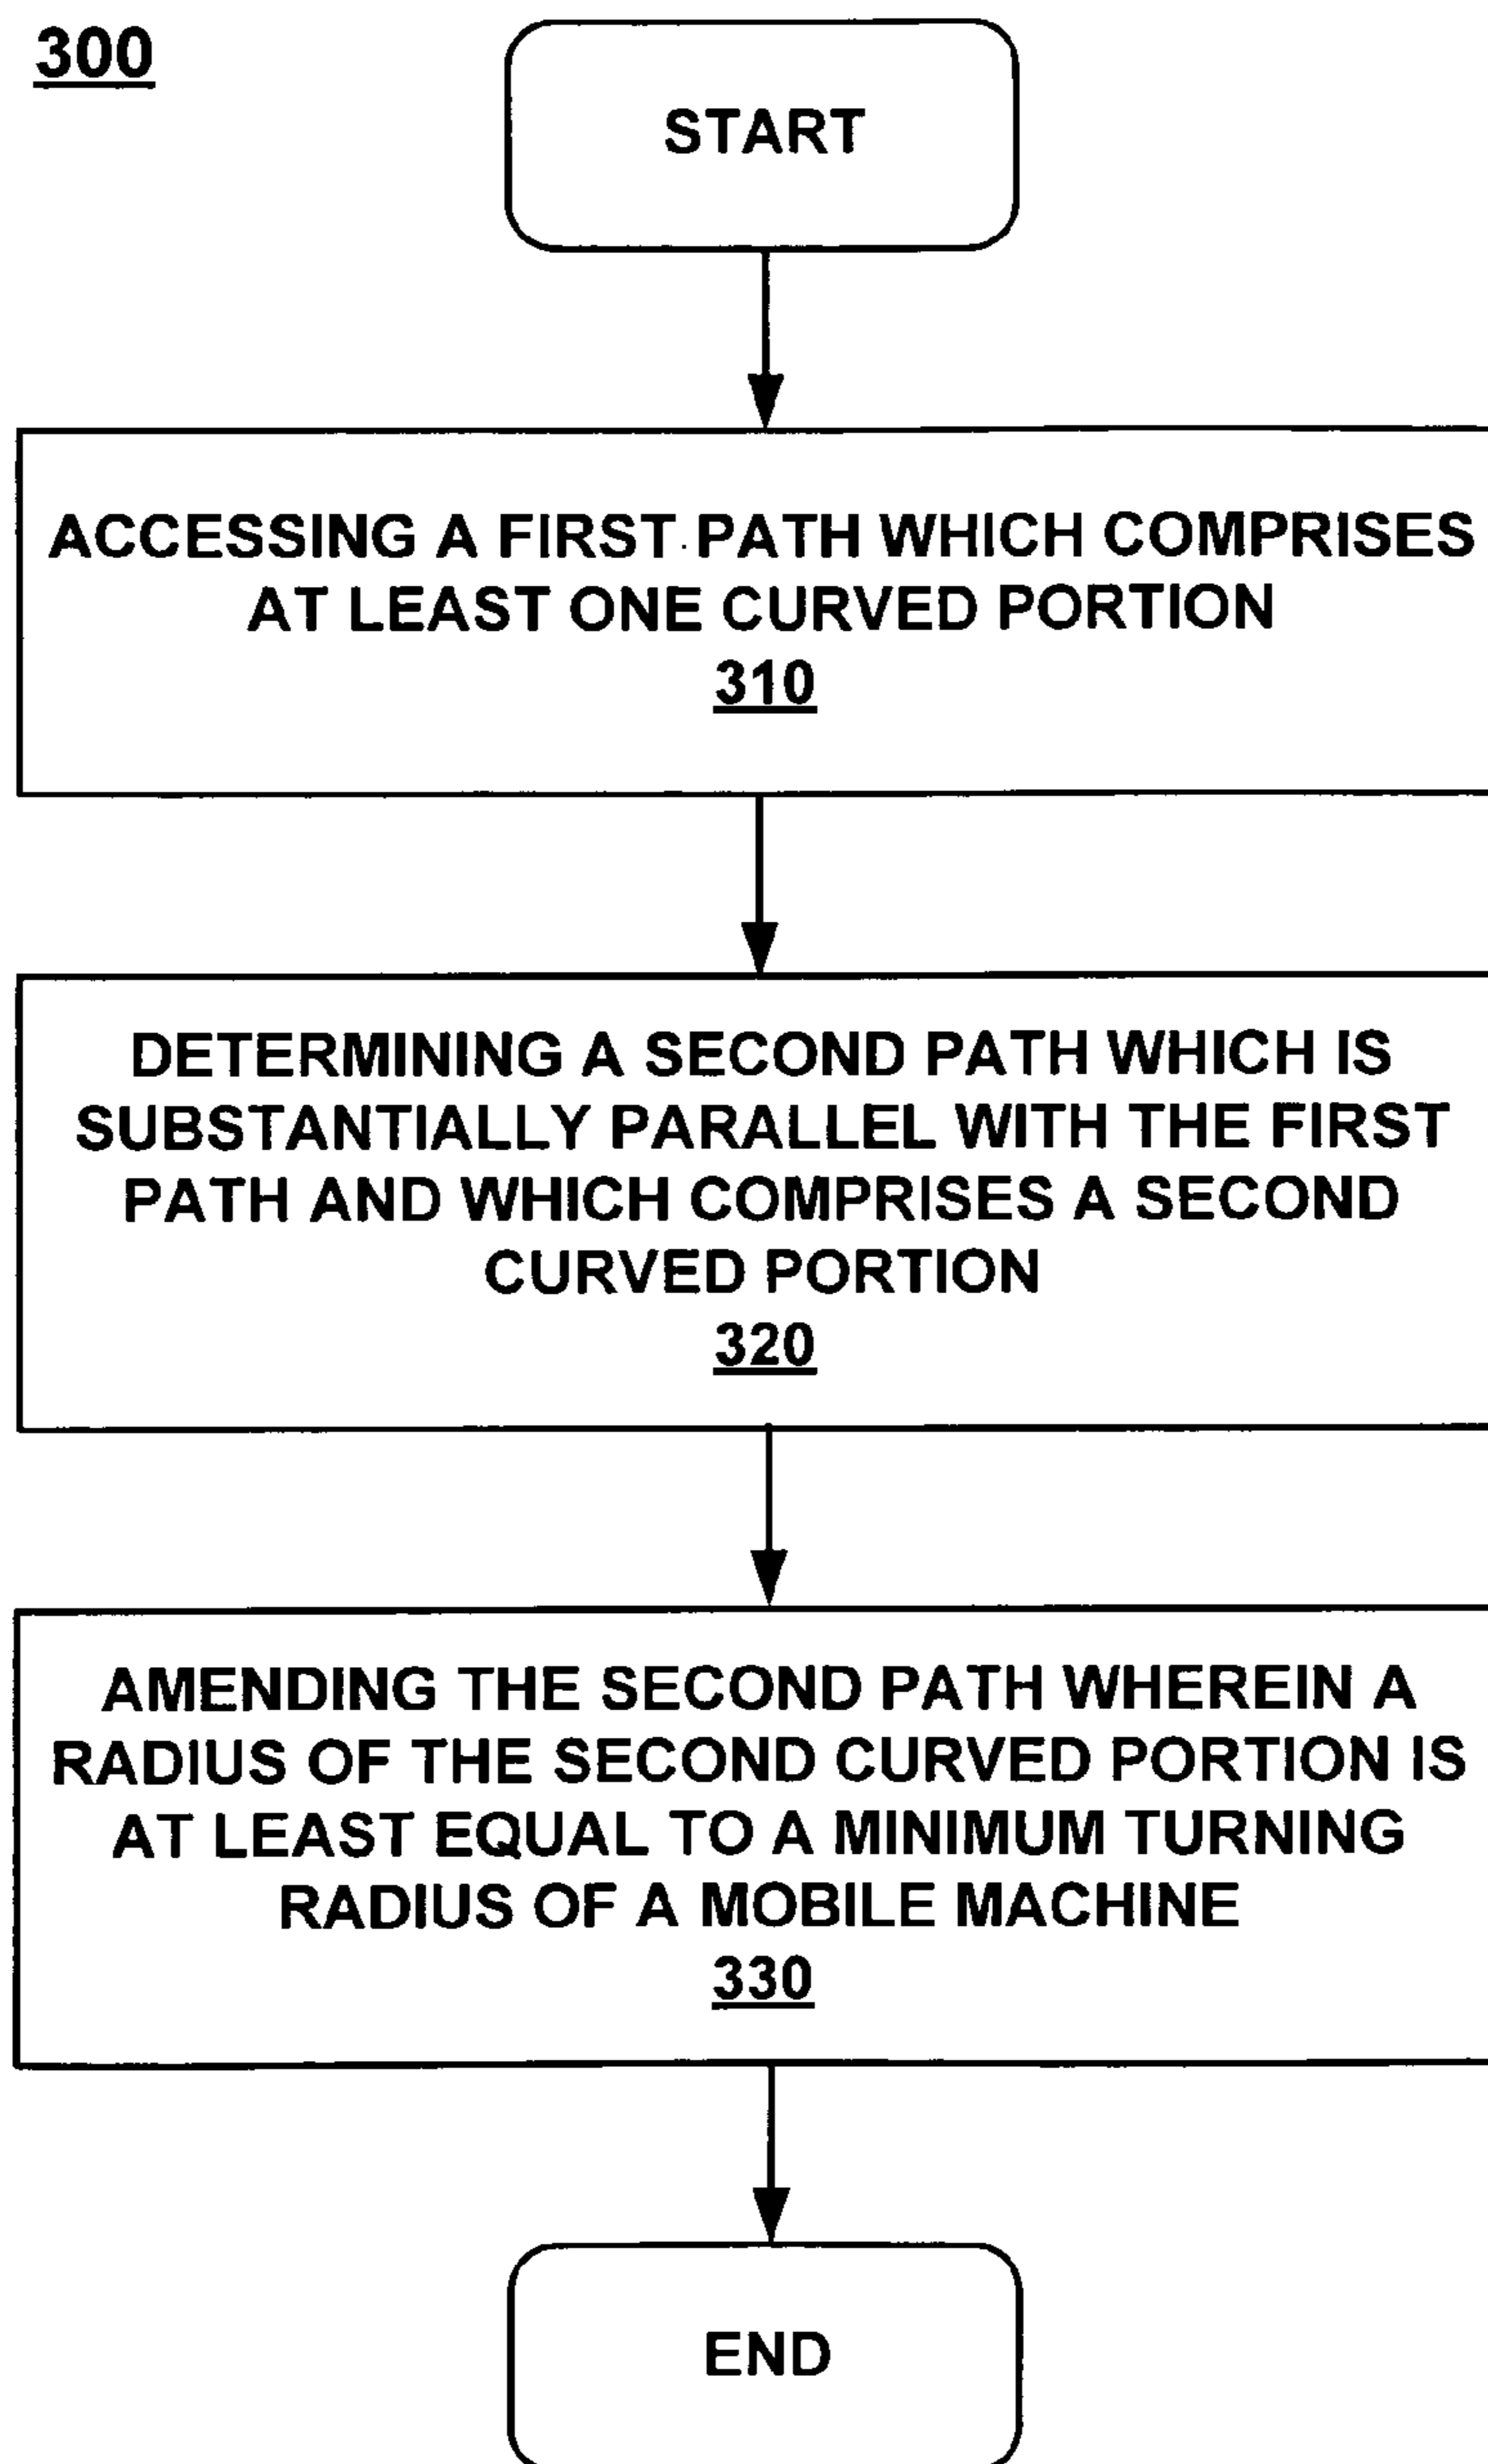 300
START
ACCESSING A FIRST PATH WHICH COMPRISES
AT LEAST ONE CURVED PORTION
310
DETERMINING A SECOND PATH WHICH IS
SUBSTANTIALLY PARALLEL WITH THE FIRST
PATH AND WHICH COMPRISES A SECOND
CURVED PORTION
320
AMENDING THE SECOND PATH WHEREIN A
RADIUS OF THE SECOND CURVED PORTION IS
AT LEAST EQUAL TO A MINIMUM TURNING
RADIUS OF A MOBILE MACHINE
330
END